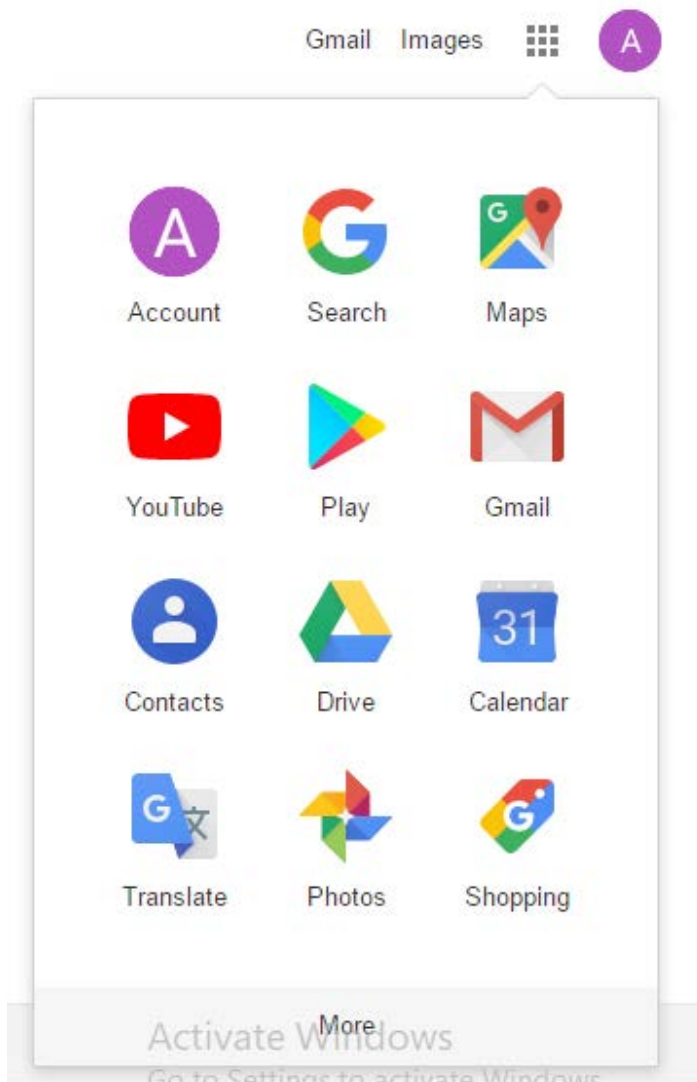 Gmail Images A
A G
Account Search Maps
YouTube Play Gmail
31
Contacts Drive Calendar
G 文 G
Translate Photos Shopping
More
Activate Windows
Go to Settings to activate Windows.